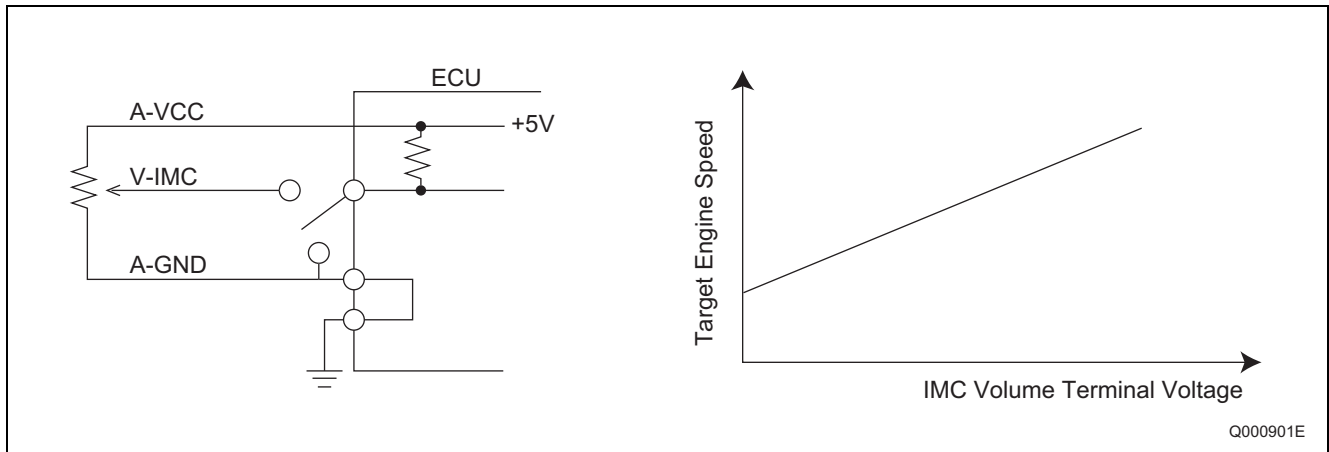 ECU
A-VCC
+5V
V-IMC
A-GND
Target Engine Speed
IMC Volume Terminal Voltage
Q000901E